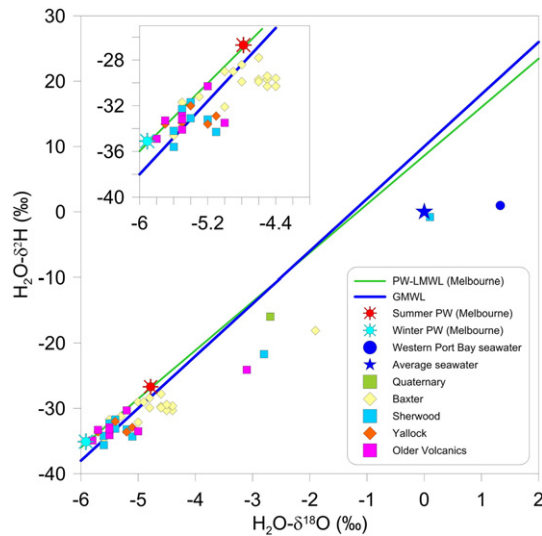 30
20
10
0
-10
-20
-30
-40
H₂O-δ²H (‰)
-28
-32
-36
-40
-6
-5.2
-4.4
PW-LMWL (Melbourne)
GMWL
Summer PW (Melbourne)
Winter PW (Melbourne)
Western Port Bay seawater
Average seawater
Quaternary
Baxter
Sherwood
Yallock
Older Volcanics
-6 -5 -4 -3 -2 -1 0 1 2
H₂O-δ¹⁸O (‰)